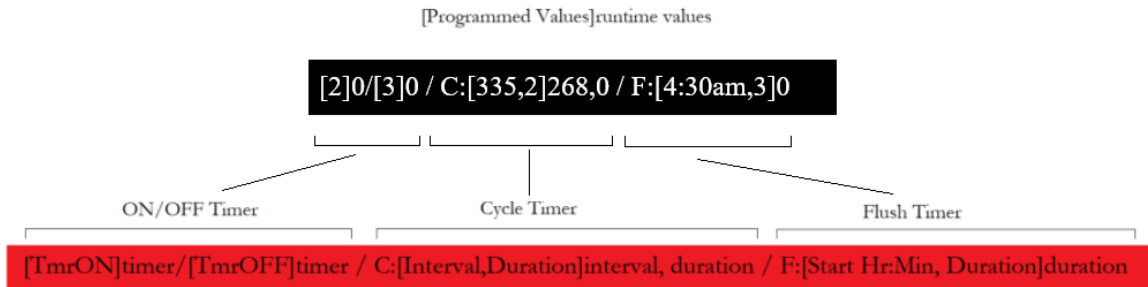 [Programmed Values]runtime values
[2]0/[3]0 / C:[335,2]268,0 / F:[4:30am,3]0
ON/OFF Timer
Cycle Timer
Flush Timer
[TmrON]timer/[TmrOFF]timer / C:[Interval,Duration]interval, duration / F:[Start Hr:Min, Duration]duration